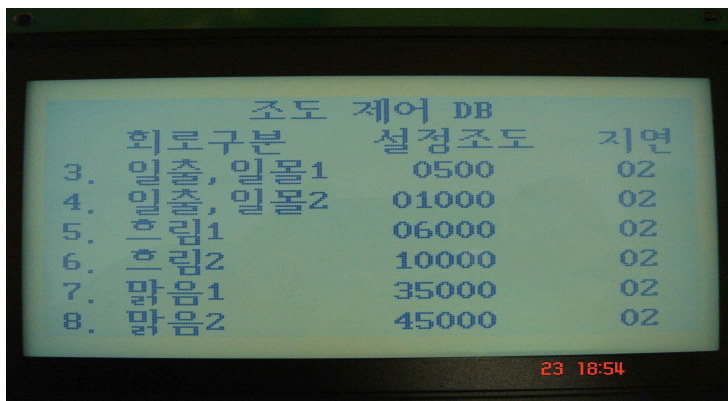 조도 제어 DB
회로구분 설정조도 지연
3. 일출,일몰1 0500 02
4. 일출,일몰2 01000 02
5. 흐림1 06000 02
6. 흐림2 10000 02
7. 맑음1 35000 02
8. 맑음2 45000 02
23 18:54